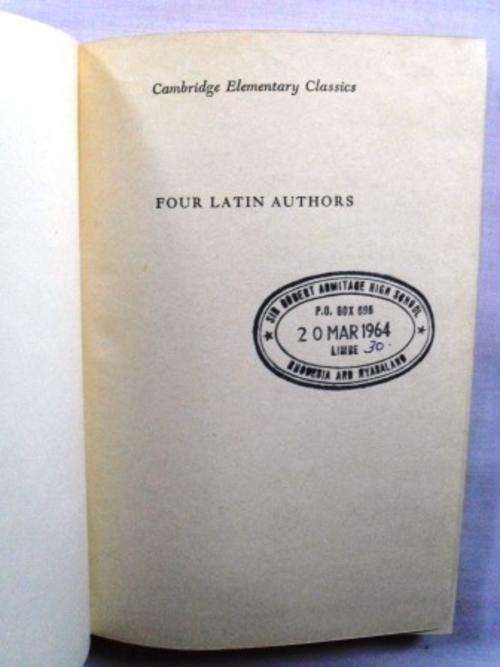 Cambridge Elementary Classics
FOUR LATIN AUTHORS
SIR ROBERT ARMITAGE HIGH SCHOOL
P.O. BOX 696
20 MAR 1964
LIMBE 30.
RHODESIA AND NYASALAND